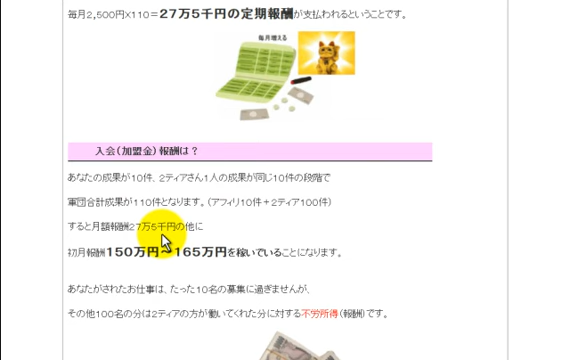 毎月2,500円×110＝27万5千円の定期報酬が支払われるということです。
毎月増える
入会(加盟金)報酬は？
あなたの成果が10件、2ティアさん1人の成果が同じ10件の段階で
軍団合計成果が110件となります。（アフィリ10件＋2ティア100件）
すると月額報酬27万5千円の他に
初月報酬150万円～165万円を稼いでいることになります。
あなたがされたお仕事は、たった10名の募集に過ぎませんが、
その他100名の分は2ティアの方が働いてくれた分に対する不労所得(報酬)です。